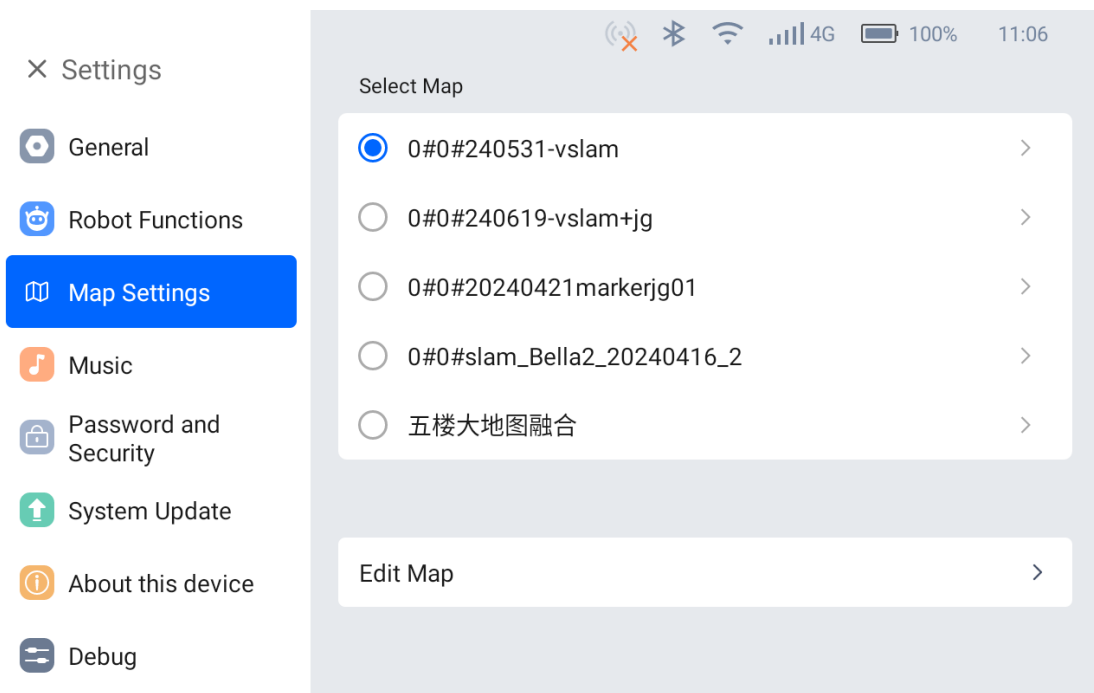 4G 100% 11:06
Settings
General
Robot Functions
Map Settings
Music
Password and
Security
System Update
About this device
Debug
Select Map
0#0#240531-vslam
0#0#240619-vslam+jg
0#0#20240421markerjg01
0#0#slam_Bella2_20240416_2
五楼大地图融合
Edit Map